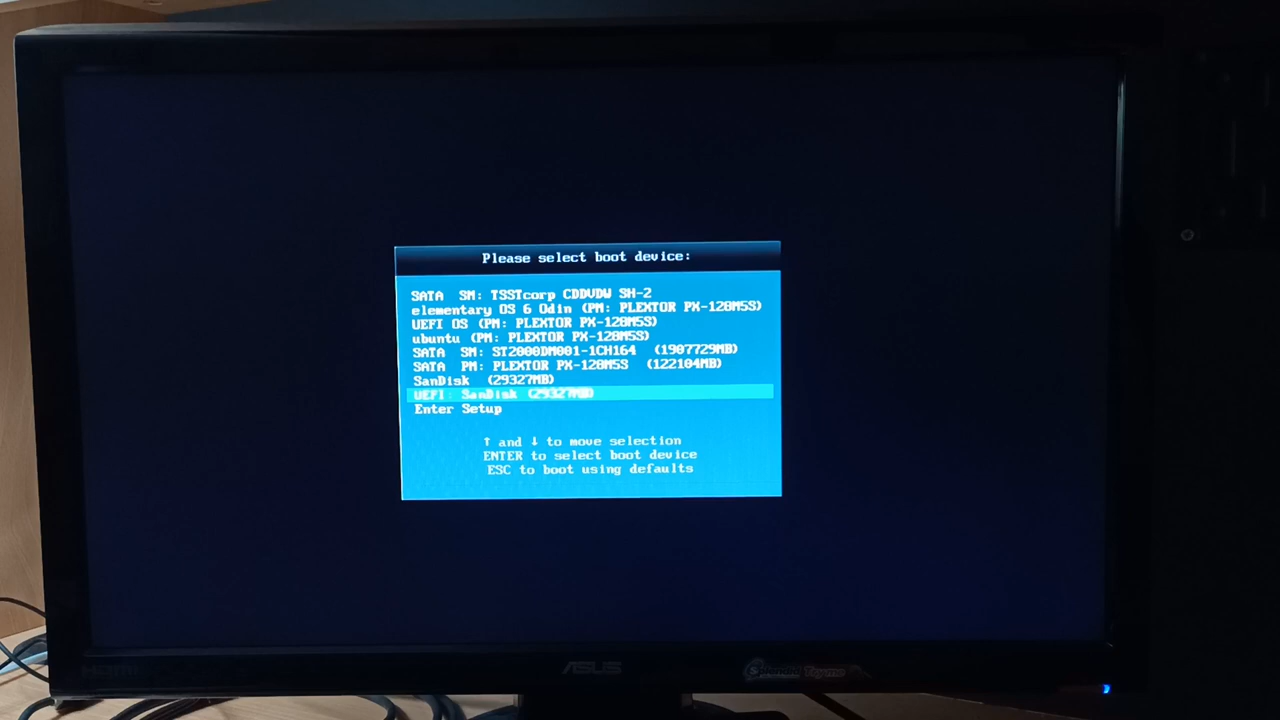 Please select boot device:
SATA SM: TSSTcorp CDDVDW SH-2
elementary OS 6 Odin (PM: PLEXTOR PX-128M5S)
UEFI OS (PM: PLEXTOR PX-128M5S)
ubuntu (PM: PLEXTOR PX-128M5S)
SATA SM: ST2000DM001-1CH164 (1907729MB)
SATA PM: PLEXTOR PX-128M5S (122104MB)
SanDisk (29327MB)
UEFI: SanDisk (29327MB)
Enter Setup
↑ and ↓ to move selection
ENTER to select boot device
ESC to boot using defaults
ASUS